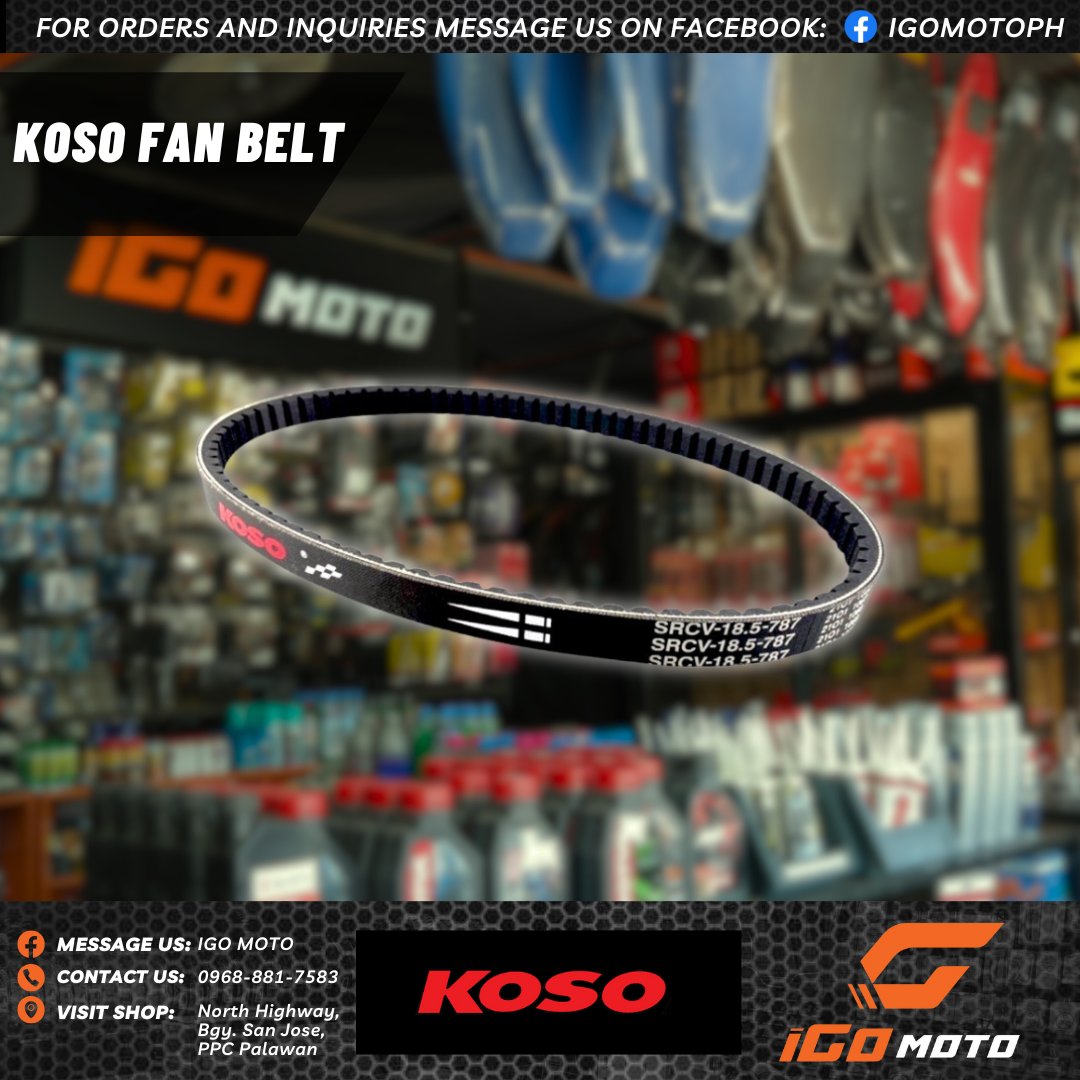 FOR ORDERS AND INQUIRIES MESSAGE US ON FACEBOOK: IGOMOTOPH
KOSO FAN BELT
iGO MOTO
KOSO
SRCV-18.5-787
SRCV-18.5-787
SRCV-18.5-787
2101
2101
MESSAGE US: IGO MOTO
CONTACT US: 0968-881-7583
VISIT SHOP: North Highway,
Bgy. San Jose,
PPC Palawan
KOSO
iGO MOTO